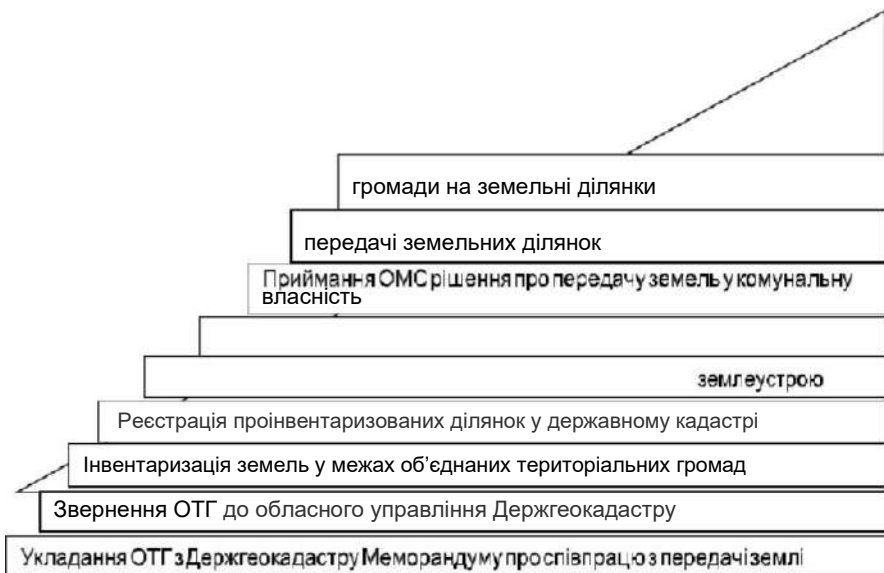 громади на земельні ділянки
передачі земельних ділянок
Приймання ОМС рішення про передачу земель у комунальну
власність
землеустрою
Реєстрація проінвентаризованих ділянок у державному кадастрі
Інвентаризація земель у межах об’єднаних територіальних громад
Звернення ОТГ до обласного управління Держгеокадастру
Укладання ОТГ з Держгеокадастру Меморандуму про співпрацю з передачі землі